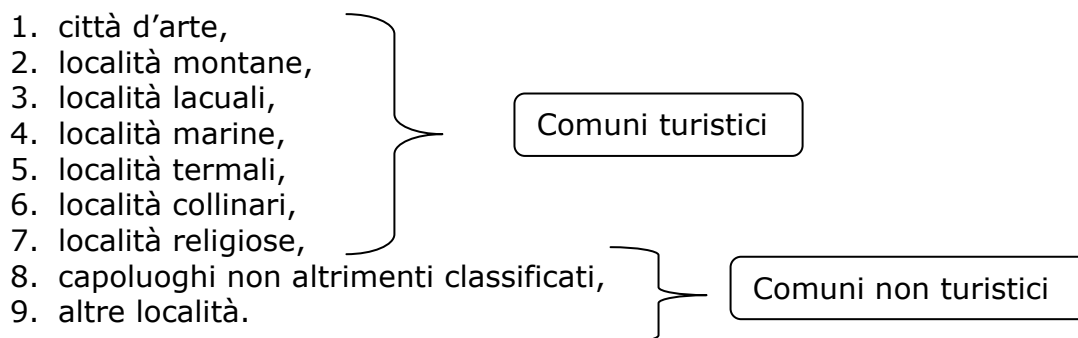 1. città d’arte,
2. località montane,
3. località lacuali,
4. località marine,
5. località termali,
6. località collinari,
7. località religiose,
8. capoluoghi non altrimenti classificati,
9. altre località.
Comuni turistici
Comuni non turistici